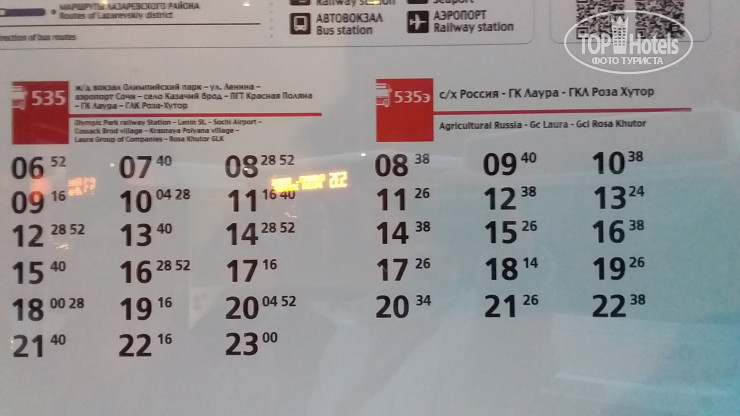 МАРШРУТЫ ЛАЗАРЕВСКОГО РАЙОНА
Routes of Lazarevskiy district
Direction of bus routes
Railway station
АВТОВОКЗАЛ
Bus station
Seaport
АЭРОПОРТ
Railway station
TOP Hotels
ФОТО ТУРИСТА
535
ж/д вокзал Олимпийский парк – ул. Ленина –
аэропорт Сочи – село Казачий брод – ПГТ Красная Поляна
– ГК Лаура – ГЛК Роза-Хутор
Olympic Park railway Station – Lenin St. – Sochi Airport –
Cossack Brod village – Krasnaya Polyana village –
Laura Group of Companies – Rosa Khutor GLK
06 52 07 40 08 28 52
09 16 10 04 28 11 16 40
12 28 52 13 40 14 28 52
15 40 16 28 52 17 16
18 00 28 19 16 20 04 52
21 40 22 16 23 00
535э
с/х Россия - ГК Лаура - ГКЛ Роза Хутор
Agricultural Russia - Gc Laura - Gcl Rosa Khutor
08 38 09 40 10 38
11 26 12 38 13 24
14 38 15 26 16 38
17 26 18 14 19 26
20 34 21 26 22 38